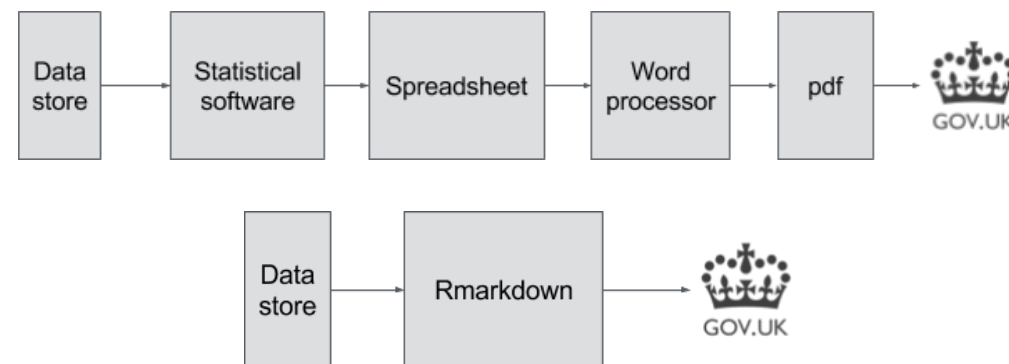 Data
store
Statistical
software
Spreadsheet
Word
processor
pdf
GOV.UK
Data
store
Rmarkdown
GOV.UK